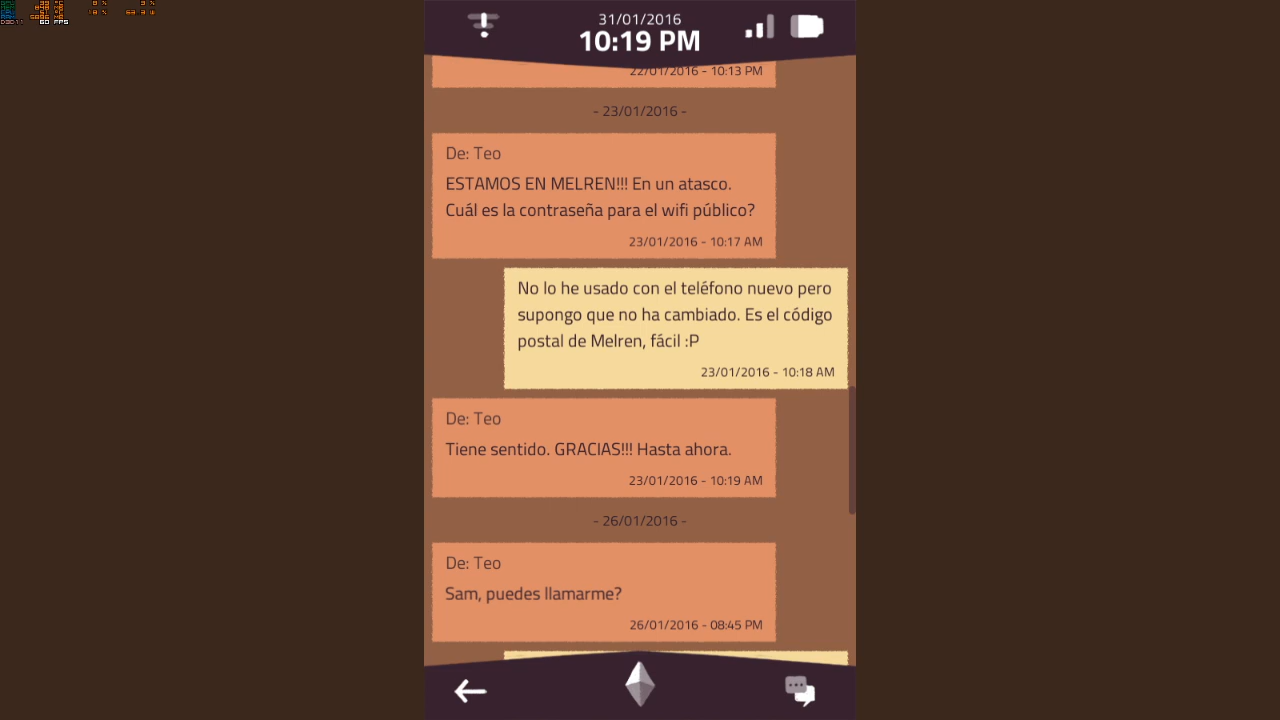 31/01/2016
10:19 PM
22/01/2016 - 10:13 PM
- 23/01/2016 -
De: Teo
ESTAMOS EN MELREN!!! En un atasco.
Cuál es la contraseña para el wifi público?
23/01/2016 - 10:17 AM
No lo he usado con el teléfono nuevo pero
supongo que no ha cambiado. Es el código
postal de Melren, fácil :P
23/01/2016 - 10:18 AM
De: Teo
Tiene sentido. GRACIAS!!! Hasta ahora.
23/01/2016 - 10:19 AM
- 26/01/2016 -
De: Teo
Sam, puedes llamarme?
26/01/2016 - 08:45 PM